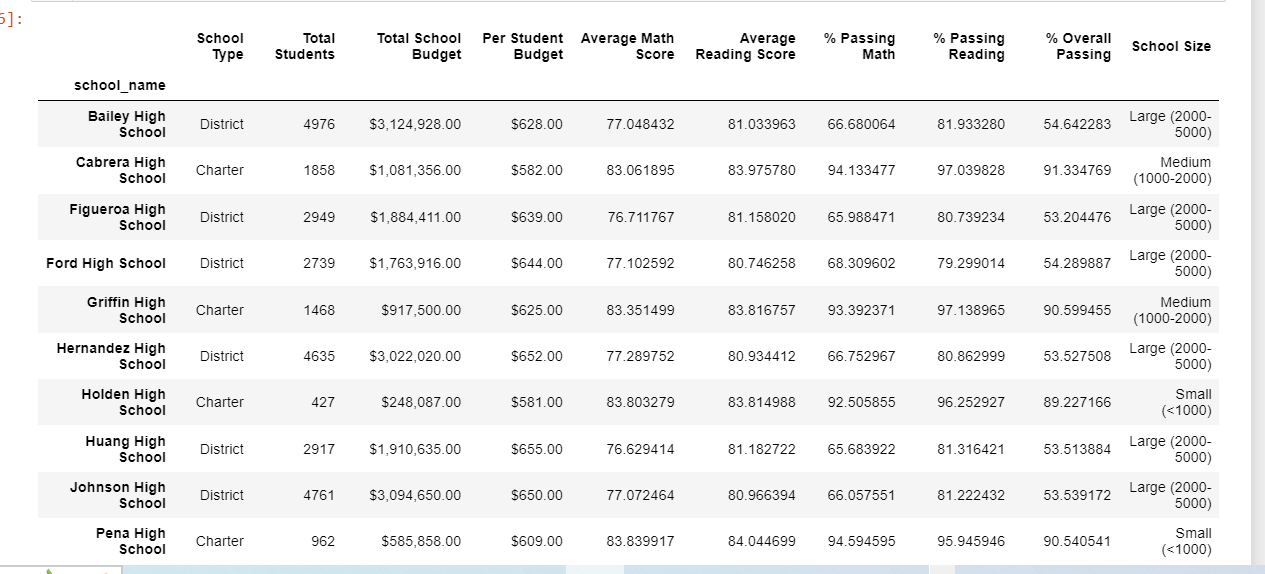 5]:
School Type Total Students Total School Budget Per Student Budget Average Math Score Average Reading Score % Passing Math % Passing Reading % Overall Passing School Size
school_name
Bailey High School District 4976 $3,124,928.00 $628.00 77.048432 81.033963 66.680064 81.933280 54.642283 Large (2000-5000)
Cabrera High School Charter 1858 $1,081,356.00 $582.00 83.061895 83.975780 94.133477 97.039828 91.334769 Medium (1000-2000)
Figueroa High School District 2949 $1,884,411.00 $639.00 76.711767 81.158020 65.988471 80.739234 53.204476 Large (2000-5000)
Ford High School District 2739 $1,763,916.00 $644.00 77.102592 80.746258 68.309602 79.299014 54.289887 Large (2000-5000)
Griffin High School Charter 1468 $917,500.00 $625.00 83.351499 83.816757 93.392371 97.138965 90.599455 Medium (1000-2000)
Hernandez High School District 4635 $3,022,020.00 $652.00 77.289752 80.934412 66.752967 80.862999 53.527508 Large (2000-5000)
Holden High School Charter 427 $248,087.00 $581.00 83.803279 83.814988 92.505855 96.252927 89.227166 Small (<1000)
Huang High School District 2917 $1,910,635.00 $655.00 76.629414 81.182722 65.683922 81.316421 53.513884 Large (2000-5000)
Johnson High School District 4761 $3,094,650.00 $650.00 77.072464 80.966394 66.057551 81.222432 53.539172 Large (2000-5000)
Pena High School Charter 962 $585,858.00 $609.00 83.839917 84.044699 94.594595 95.945946 90.540541 Small (<1000)